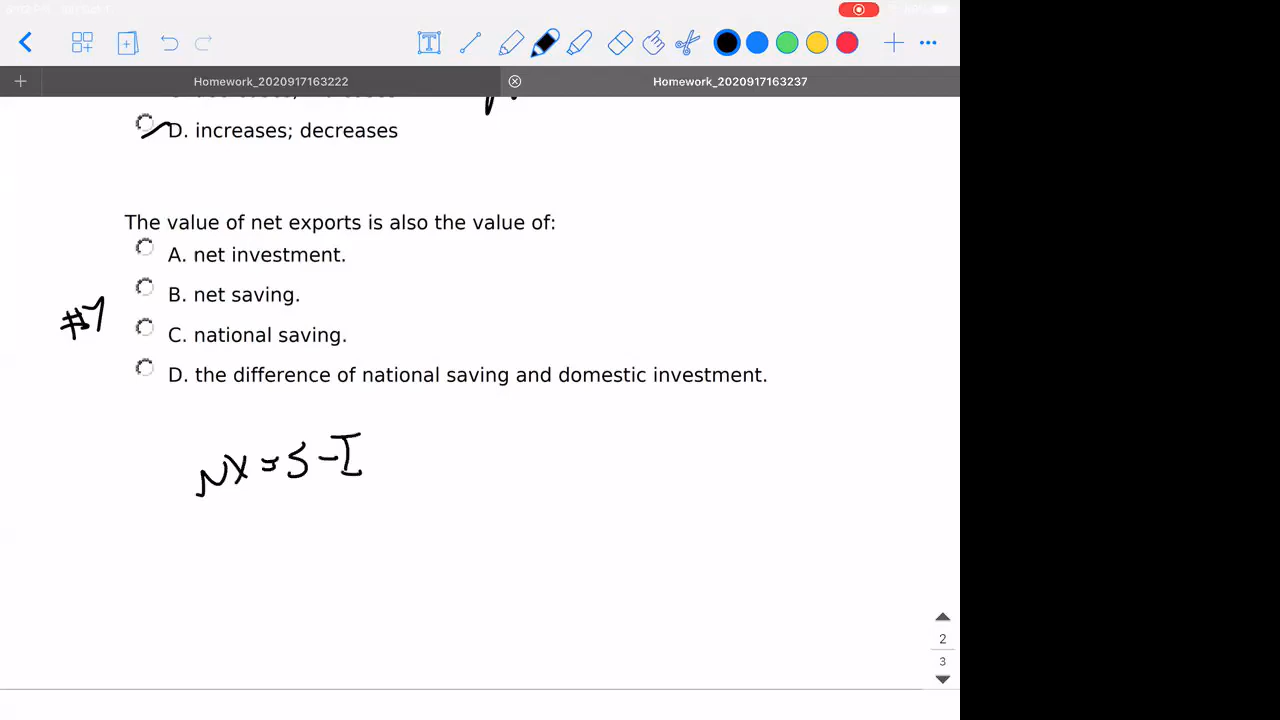 Homework_2020917163222
Homework_2020917163237
D. increases; decreases
The value of net exports is also the value of:
A. net investment.
B. net saving.
#7
C. national saving.
D. the difference of national saving and domestic investment.
NX = S - I
2
3